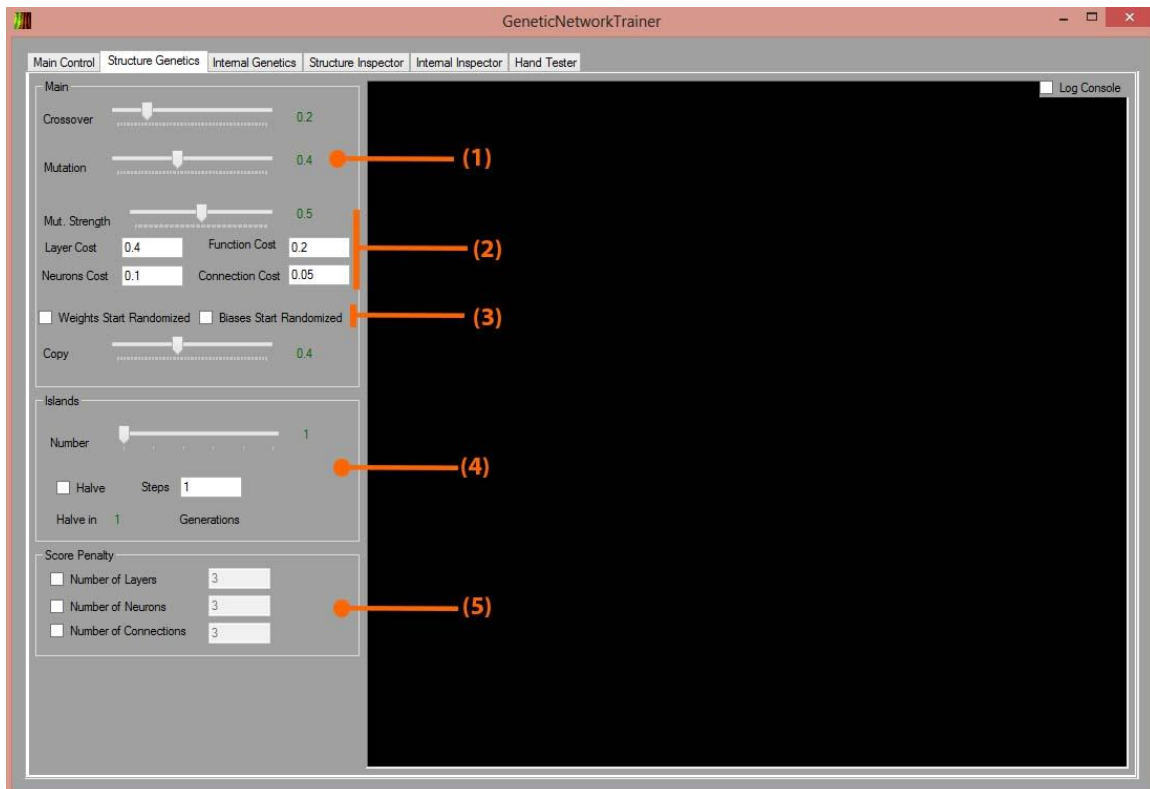 GeneticNetworkTrainer
Main Control Structure Genetics Internal Genetics Structure Inspector Internal Inspector Hand Tester
Log Console
Main
Crossover 0.2
Mutation 0.4 (1)
Mut. Strength 0.5
Layer Cost 0.4 Function Cost 0.2 (2)
Neurons Cost 0.1 Connection Cost 0.05
Weights Start Randomized Biases Start Randomized (3)
Copy 0.4
Islands
Number 1
(4)
Halve Steps 1
Halve in 1 Generations
Score Penalty
Number of Layers 3
Number of Neurons 3 (5)
Number of Connections 3